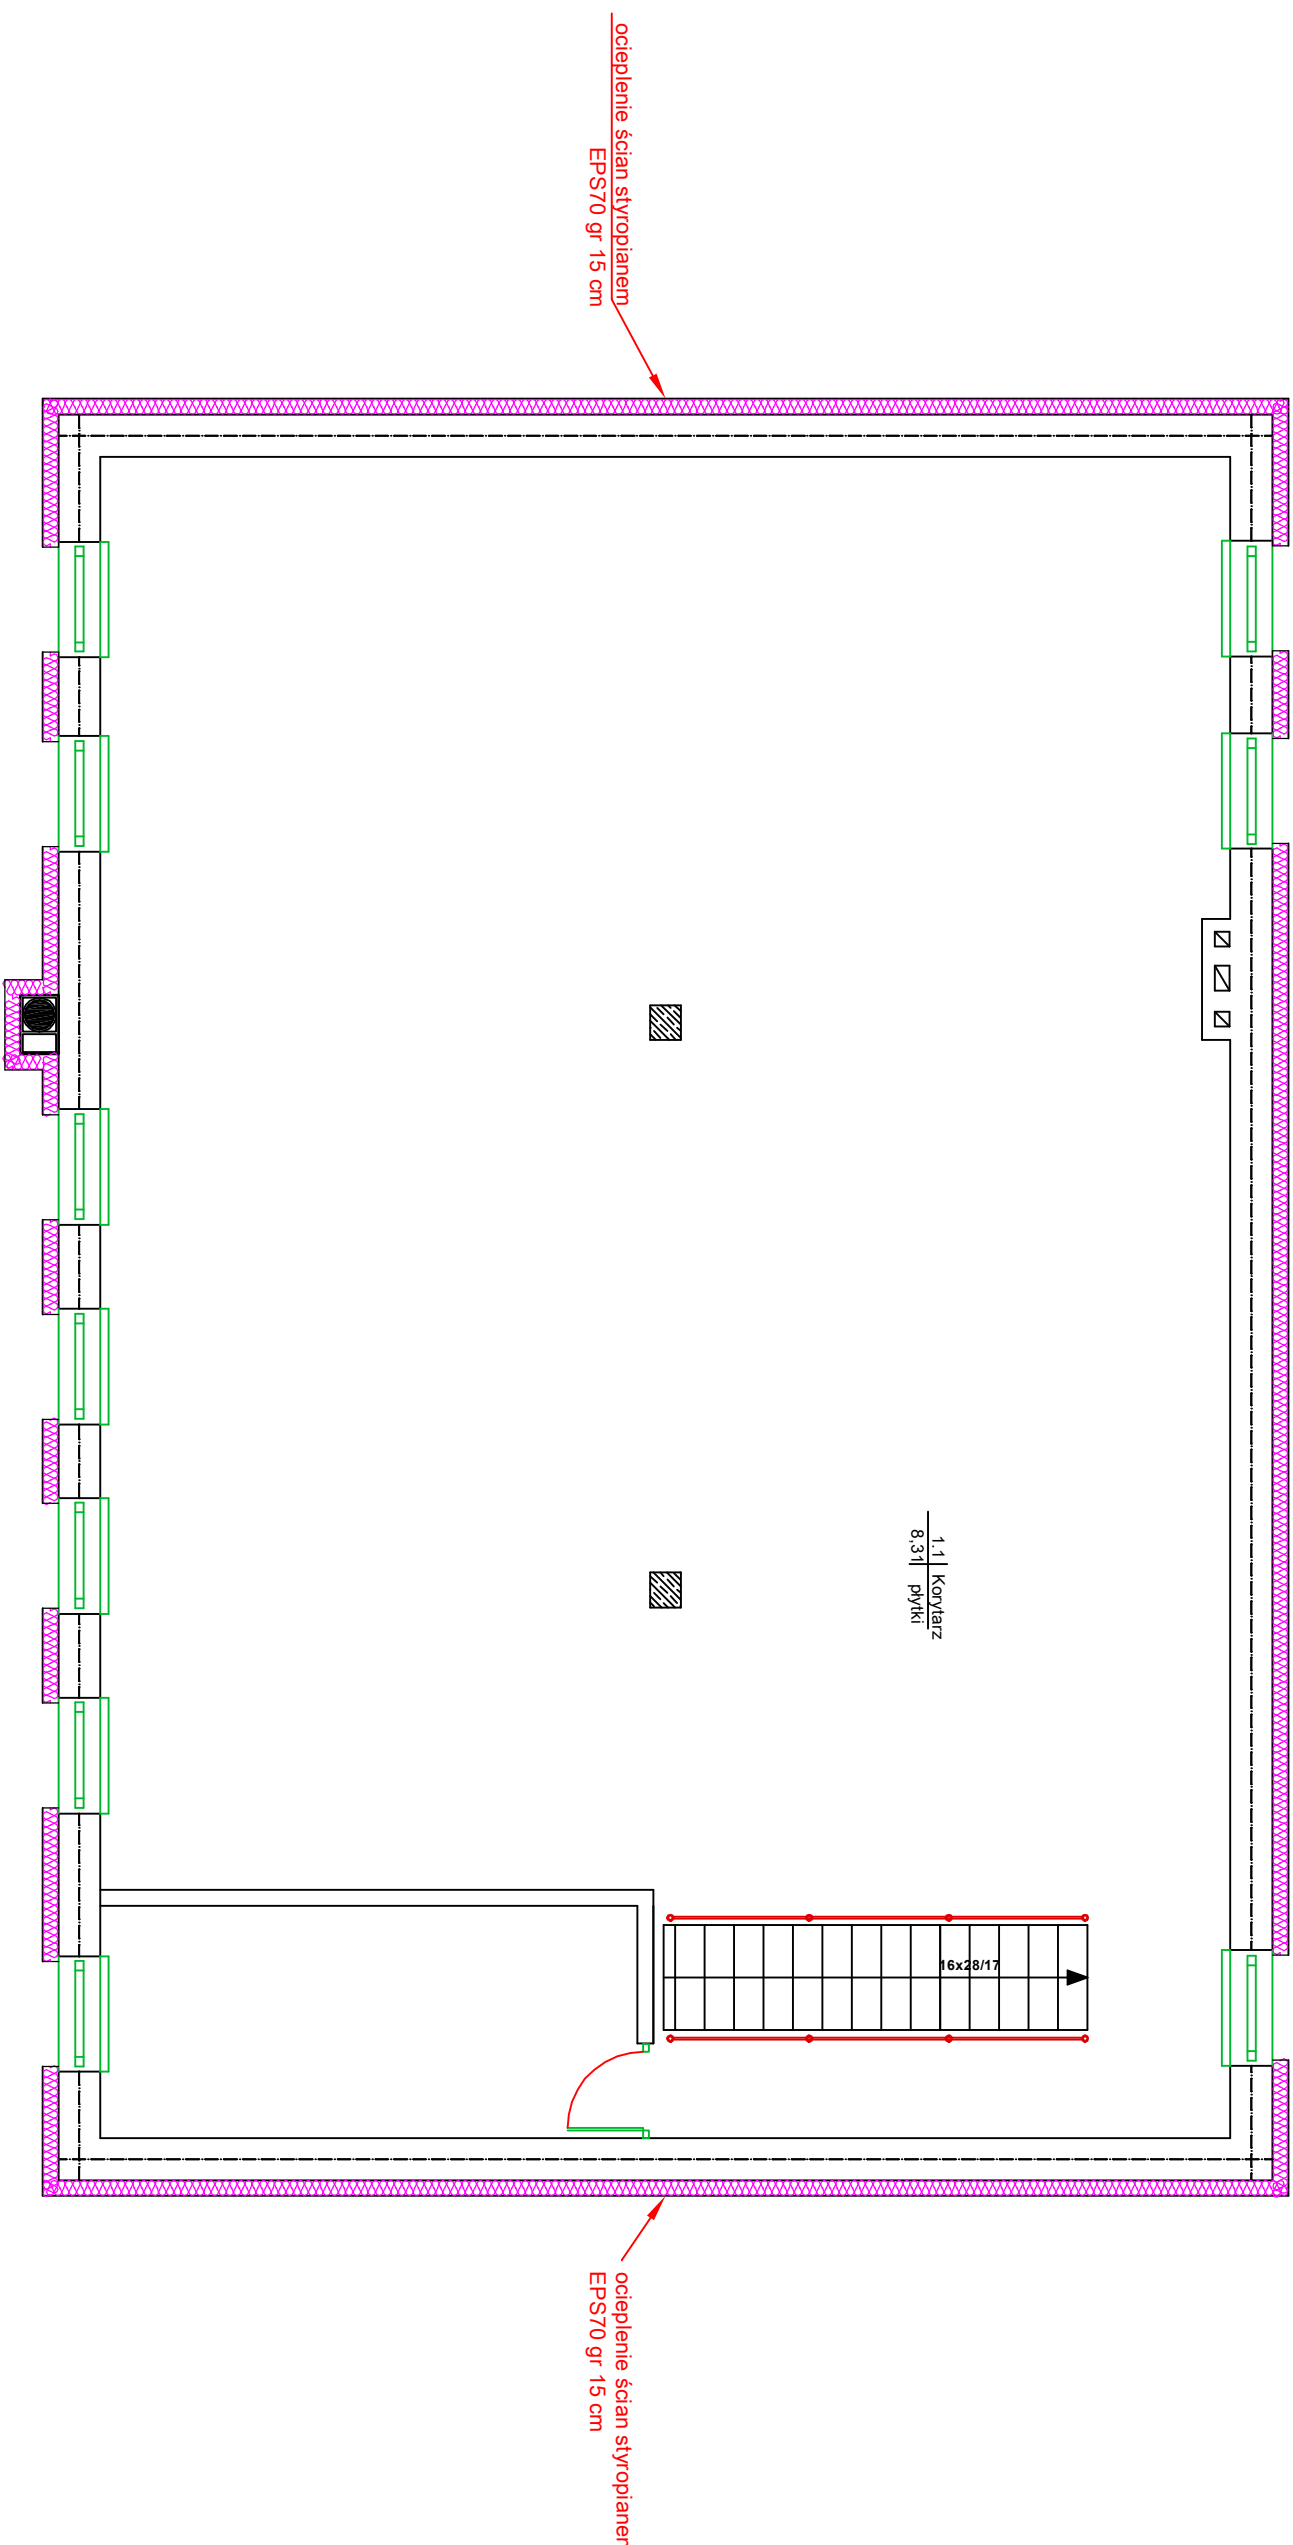 ocieplenie ścian styropianem
EPS70 gr 15 cm
1.1 Korytarz
8,31 płytki
16x28/17
ocieplenie ścian styropianem
EPS70 gr 15 cm